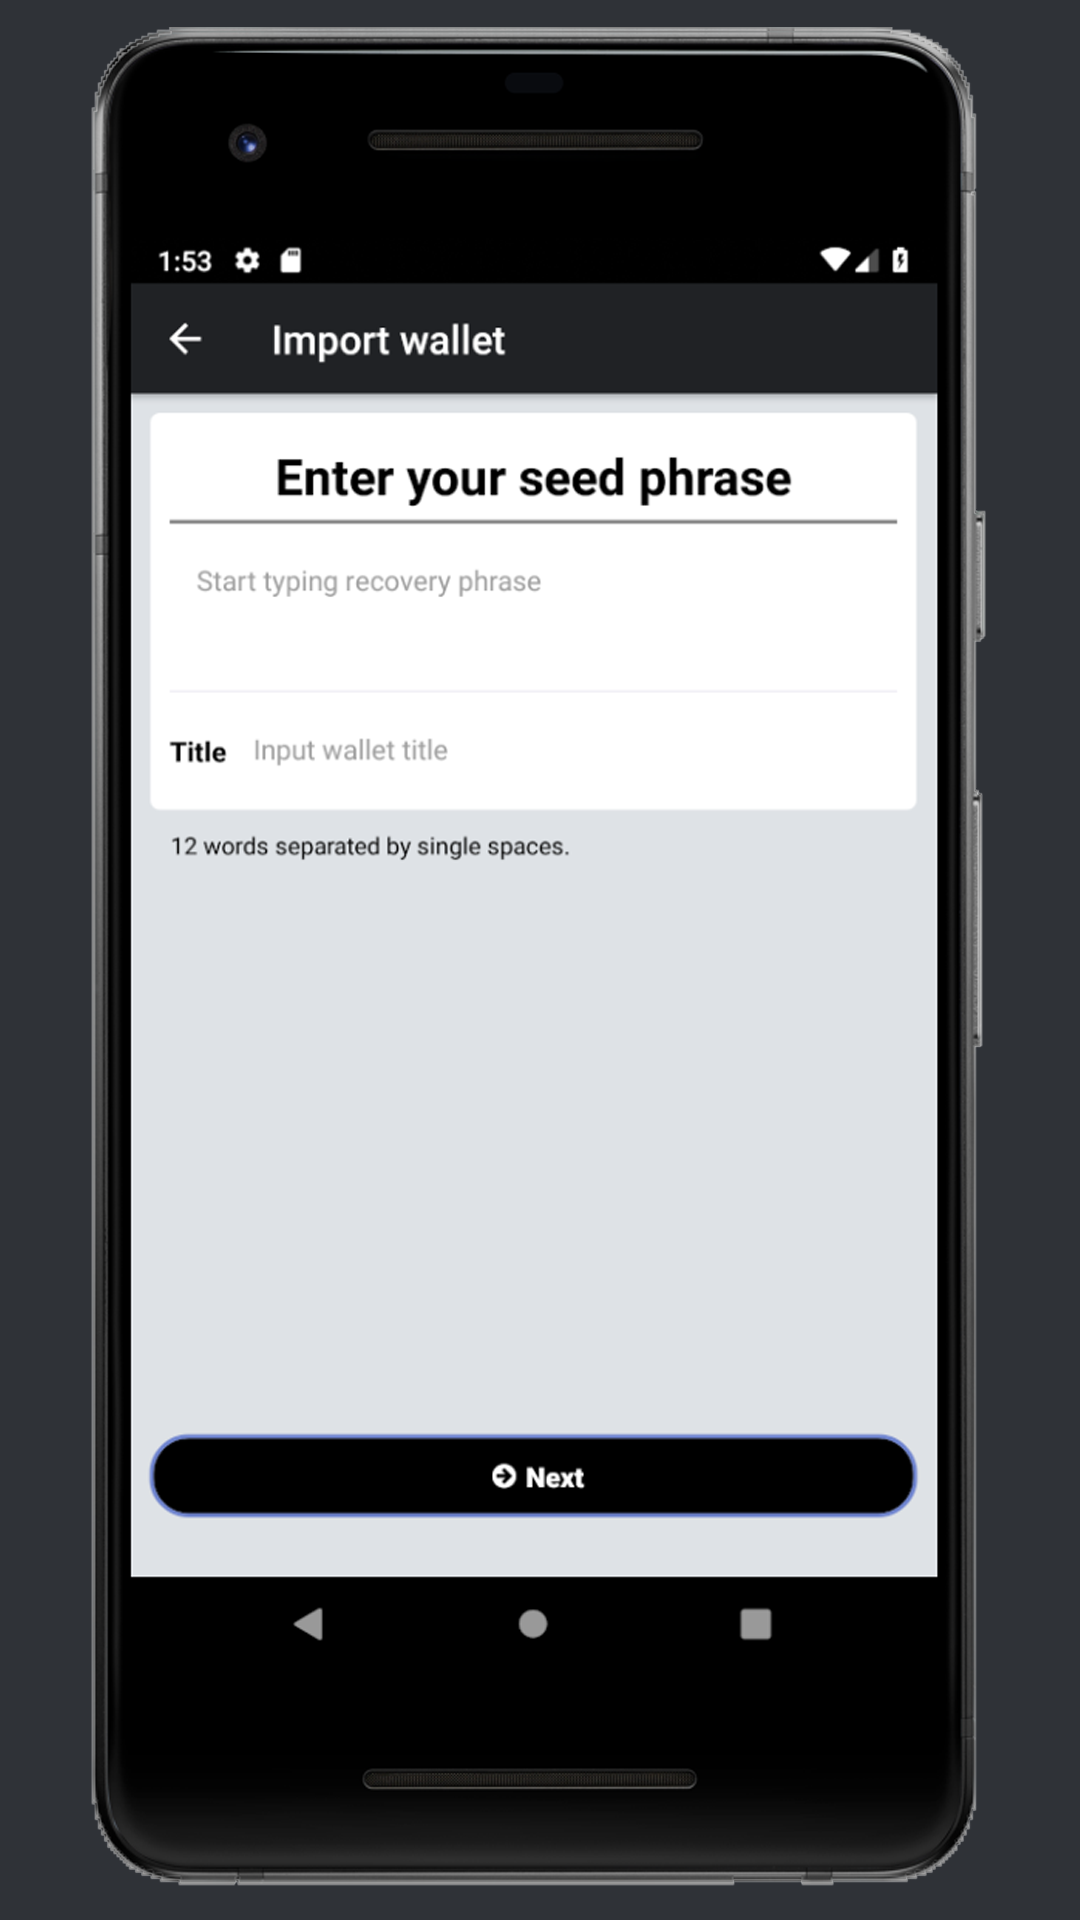 1:53
Import wallet
Enter your seed phrase
Start typing recovery phrase
Title Input wallet title
12 words separated by single spaces.
Next